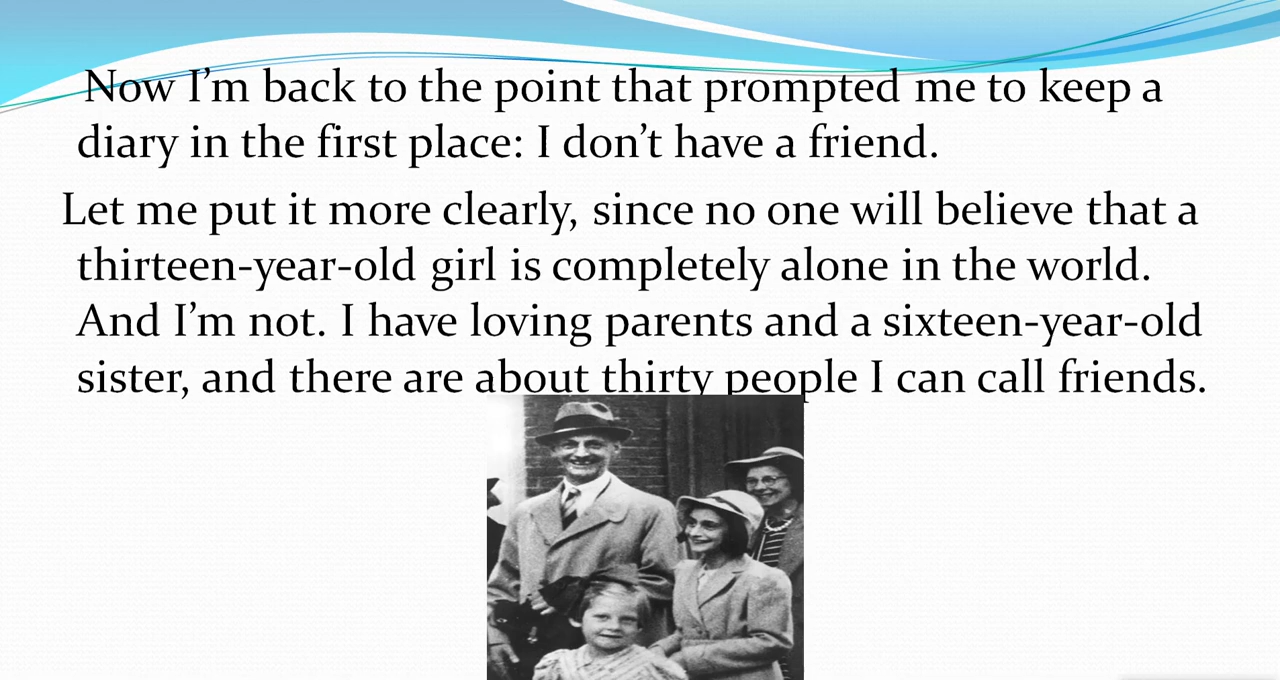 Now I’m back to the point that prompted me to keep a
diary in the first place: I don’t have a friend.
Let me put it more clearly, since no one will believe that a
thirteen-year-old girl is completely alone in the world.
And I’m not. I have loving parents and a sixteen-year-old
sister, and there are about thirty people I can call friends.